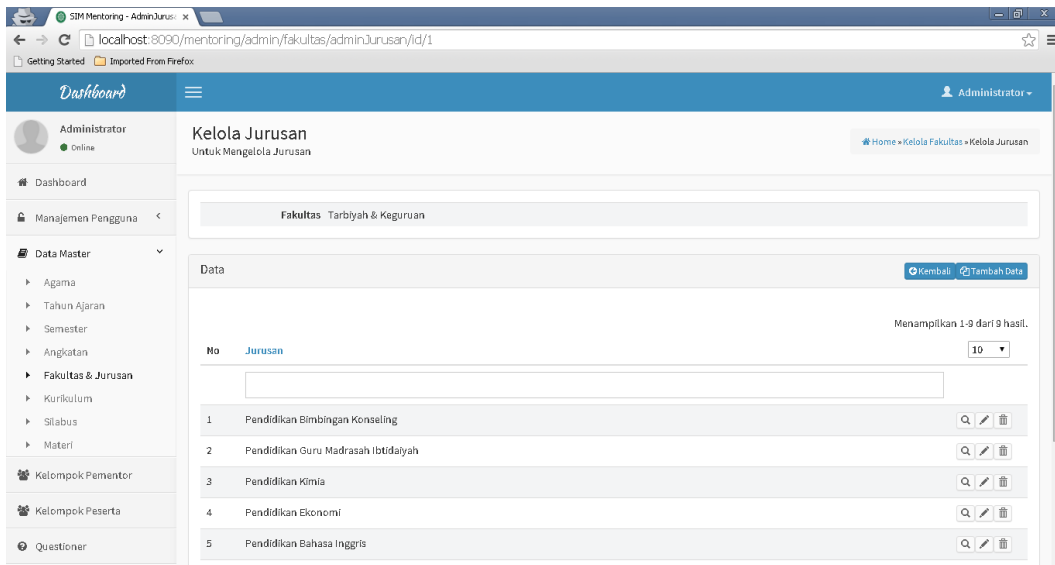 SIM Mentoring - AdminJurus
localhost:8090/mentoring/admin/fakultas/adminJurusan/id/1
Getting Started Imported From Firefox
Dashboard Administrator
Administrator
Online
Kelola Jurusan
Untuk Mengelola Jurusan
Home » Kelola Fakultas » Kelola Jurusan
Dashboard
Manajemen Pengguna
Data Master
Agama
Tahun Ajaran
Semester
Angkatan
Fakultas & Jurusan
Kurikulum
Silabus
Materi
Kelompok Pementor
Kelompok Peserta
Questioner
Fakultas Tarbiyah & Keguruan
Data Kembali Tambah Data
Menampilkan 1-9 dari 9 hasil.
No Jurusan 10
1 Pendidikan Bimbingan Konseling
2 Pendidikan Guru Madrasah Ibtidaiyah
3 Pendidikan Kimia
4 Pendidikan Ekonomi
5 Pendidikan Bahasa Inggris